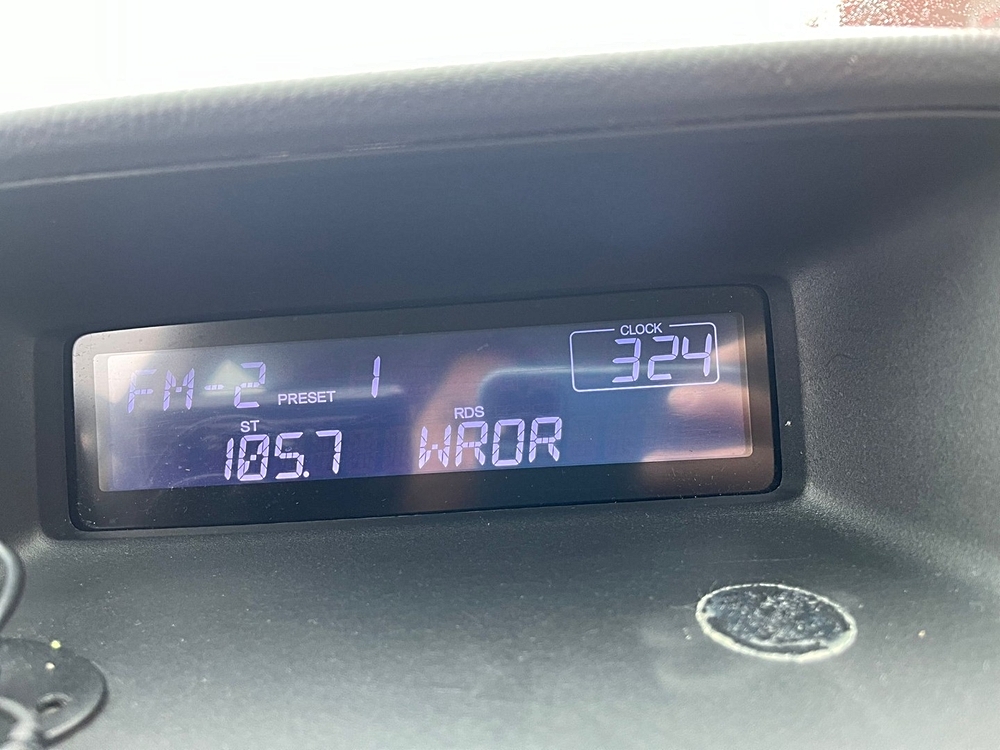 CLOCK
FM-2 PRESET 1 324
ST RDS
105.7 WROR